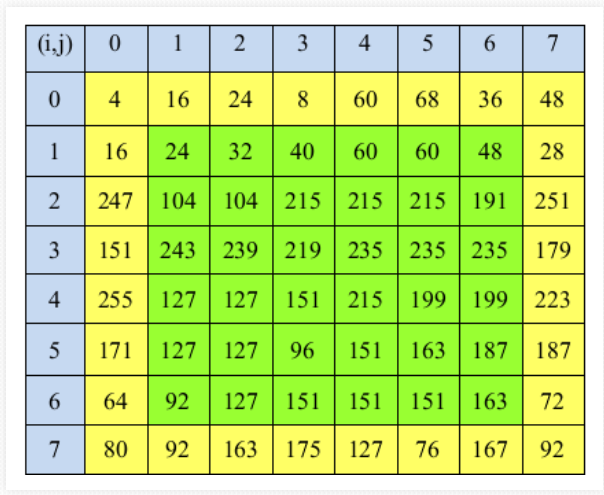 (i,j) 0 1 2 3 4 5 6 7
0 4 16 24 8 60 68 36 48
1 16 24 32 40 60 60 48 28
2 247 104 104 215 215 215 191 251
3 151 243 239 219 235 235 235 179
4 255 127 127 151 215 199 199 223
5 171 127 127 96 151 163 187 187
6 64 92 127 151 151 151 163 72
7 80 92 163 175 127 76 167 92